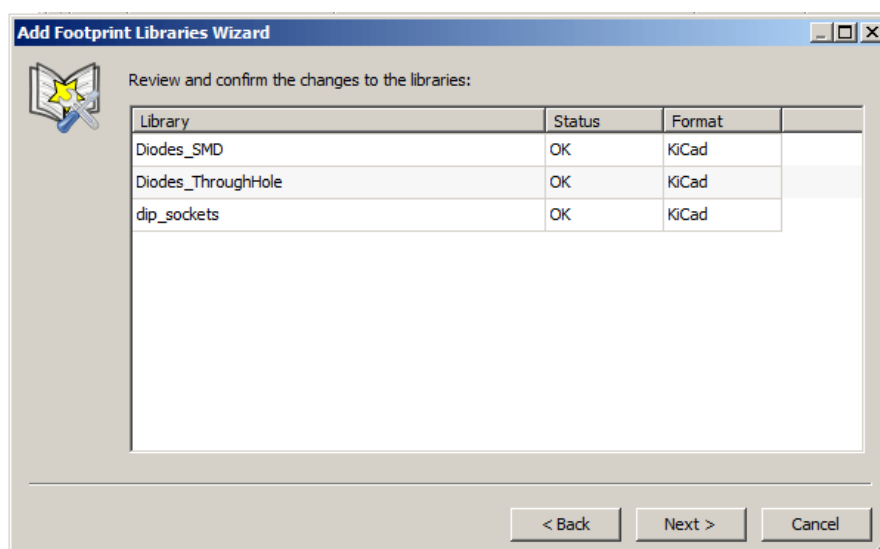 Add Footprint Libraries Wizard
Review and confirm the changes to the libraries:
Library Status Format
Diodes_SMD OK KiCad
Diodes_ThroughHole OK KiCad
dip_sockets OK KiCad
< Back Next > Cancel